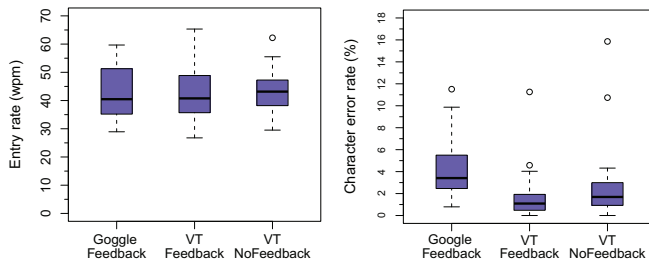 Entry rate (wpm)
70
60
50
40
30
20
10
0
Goggle
Feedback
VT
Feedback
VT
NoFeedback
Character error rate (%)
18
16
14
12
10
8
6
4
2
0
Google
Feedback
VT
Feedback
VT
NoFeedback